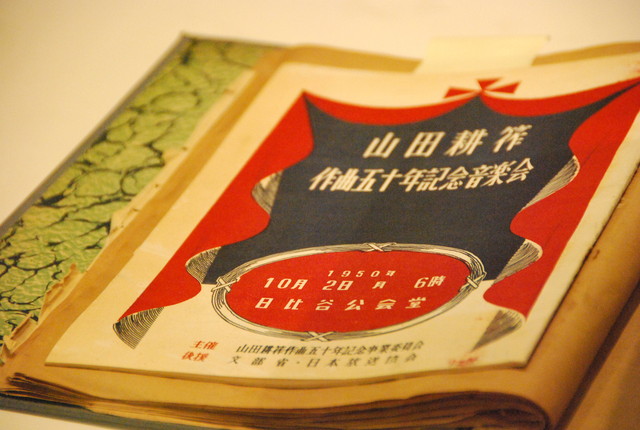 山田耕筰
作曲五十年記念音楽会
1950年
10月 2日 月 6時
日比谷公会堂
主催 山田耕筰作曲五十年記念事業委員会
後援 文部省・日本放送協会